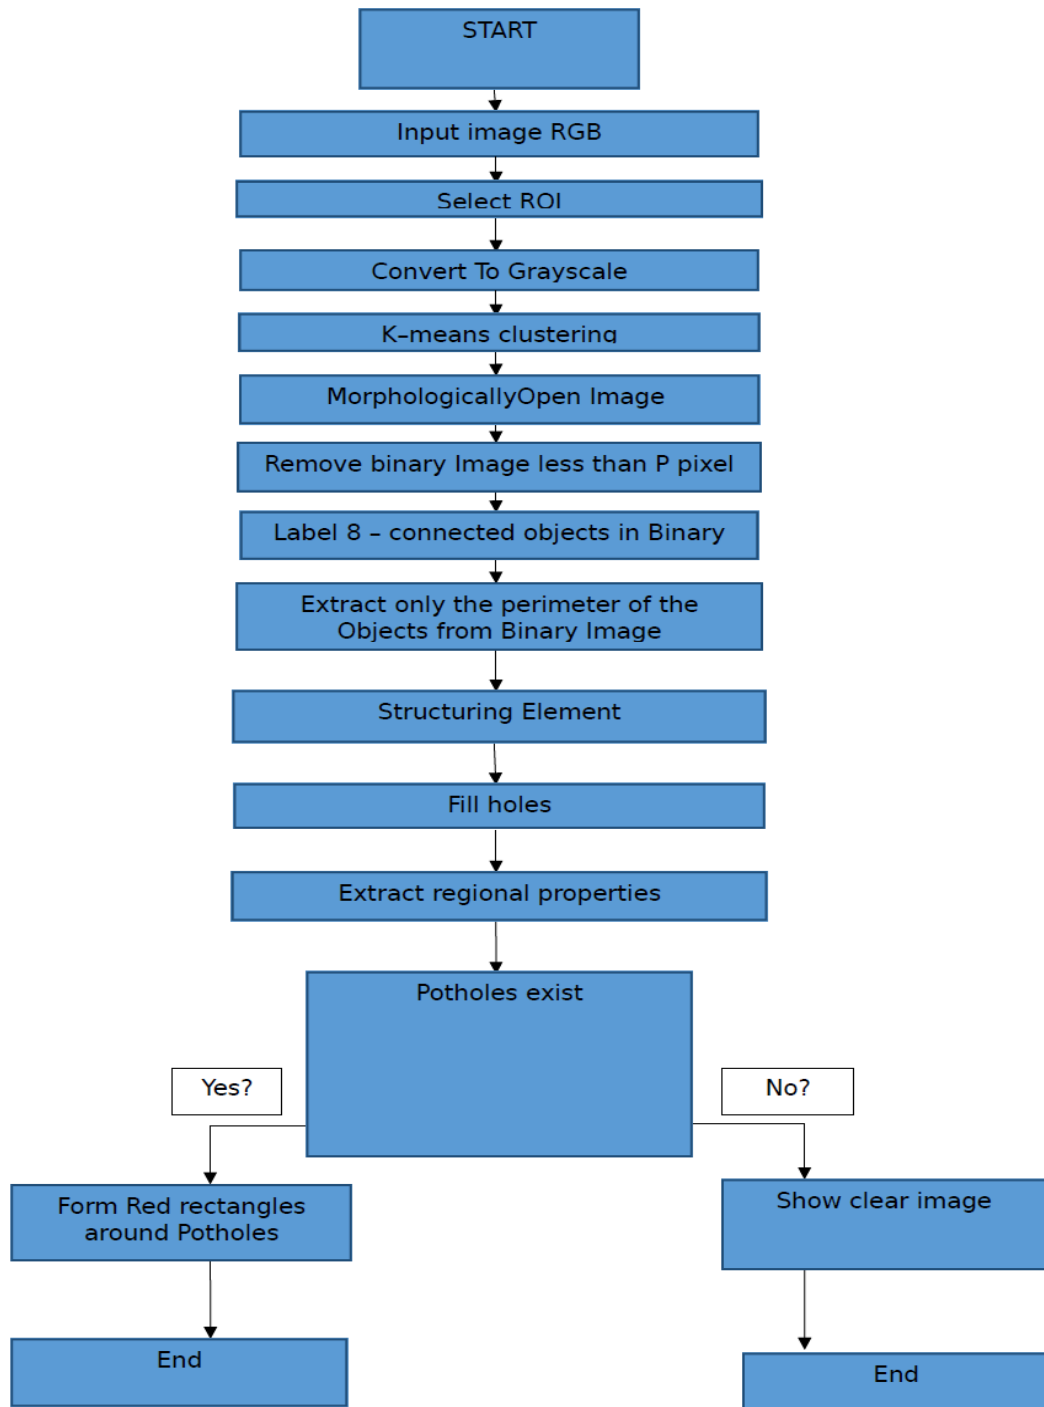 START
Input image RGB
Select ROI
Convert To Grayscale
K–means clustering
MorphologicallyOpen Image
Remove binary Image less than P pixel
Label 8 – connected objects in Binary
Extract only the perimeter of the
Objects from Binary Image
Structuring Element
Fill holes
Extract regional properties
Potholes exist
Yes?
No?
Form Red rectangles
around Potholes
Show clear image
End
End